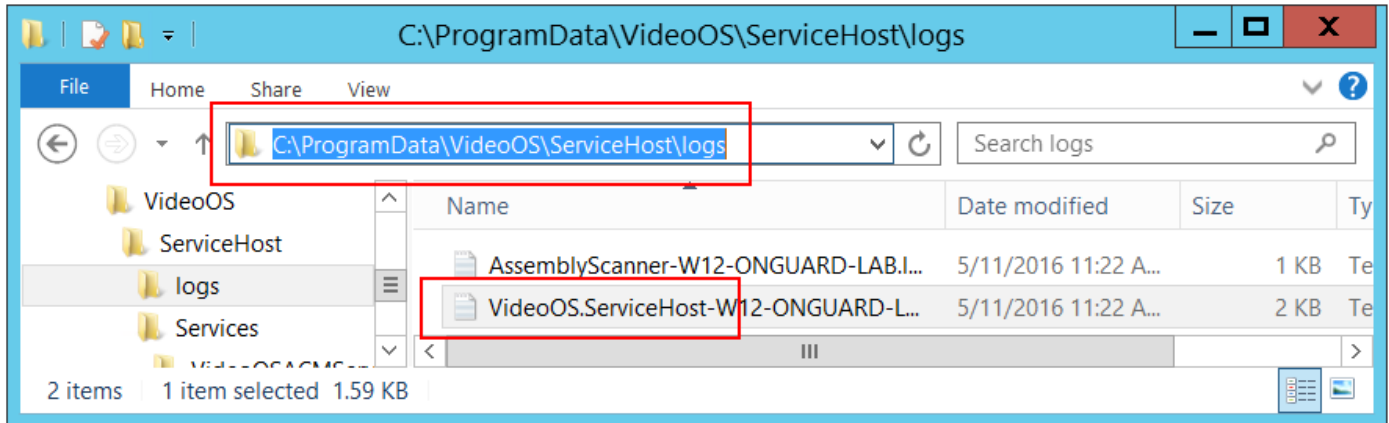 C:\ProgramData\VideoOS\ServiceHost\logs
File Home Share View
C:\ProgramData\VideoOS\ServiceHost\logs Search logs
VideoOS
ServiceHost
logs
Services
Name Date modified Size Ty
AssemblyScanner-W12-ONGUARD-LAB.l... 5/11/2016 11:22 A... 1 KB Te
VideoOS.ServiceHost-W12-ONGUARD-L... 5/11/2016 11:22 A... 2 KB Te
2 items 1 item selected 1.59 KB